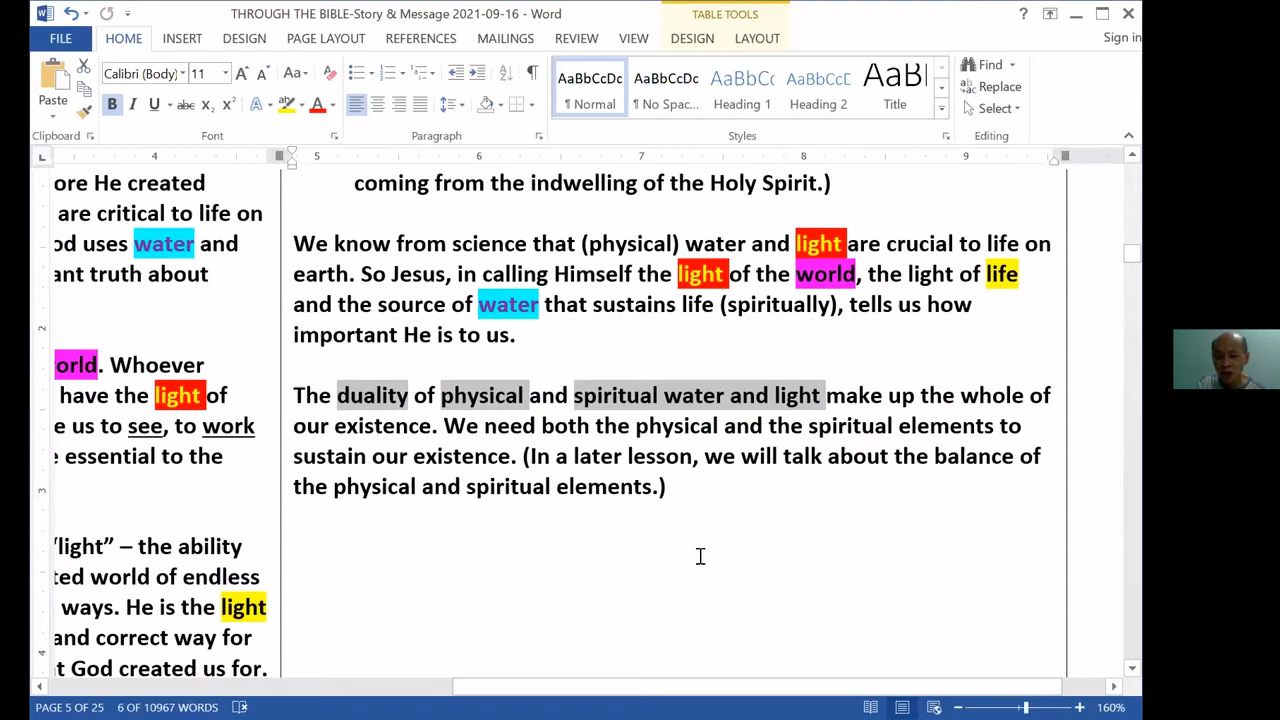 THROUGH THE BIBLE-Story & Message 2021-09-16 - Word
TABLE TOOLS
Sign in
FILE HOME INSERT DESIGN PAGE LAYOUT REFERENCES MAILINGS REVIEW VIEW DESIGN LAYOUT
Calibri (Body) 11
Paste
AaBbCcDc AaBbCcDc AaBbCc AaBbCcDc AaBl
¶ Normal ¶ No Spac... Heading 1 Heading 2 Title
Find
Replace
Select
Clipboard Font Paragraph Styles Editing
4 5 6 7 8 9
ore He created
are critical to life on
od uses water and
ant truth about
orld. Whoever
have the light of
e us to see, to work
e essential to the
"light" – the ability
ted world of endless
ways. He is the light
and correct way for
t God created us for.
coming from the indwelling of the Holy Spirit.)
We know from science that (physical) water and light are crucial to life on
earth. So Jesus, in calling Himself the light of the world, the light of life
and the source of water that sustains life (spiritually), tells us how
important He is to us.
The duality of physical and spiritual water and light make up the whole of
our existence. We need both the physical and the spiritual elements to
sustain our existence. (In a later lesson, we will talk about the balance of
the physical and spiritual elements.)
2
3
4
PAGE 5 OF 25 6 OF 10967 WORDS 160%